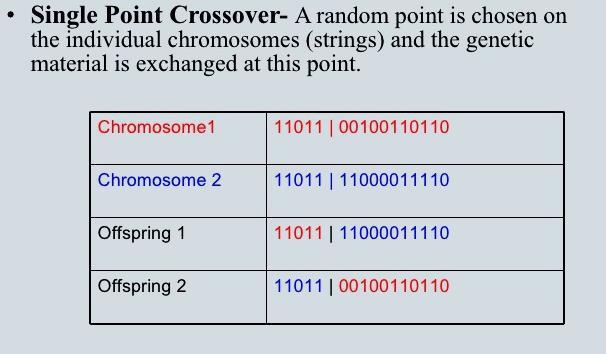 • Single Point Crossover- A random point is chosen on
the individual chromosomes (strings) and the genetic
material is exchanged at this point.
Chromosome1 11011 | 00100110110
Chromosome 2 11011 | 11000011110
Offspring 1 11011 | 11000011110
Offspring 2 11011 | 00100110110